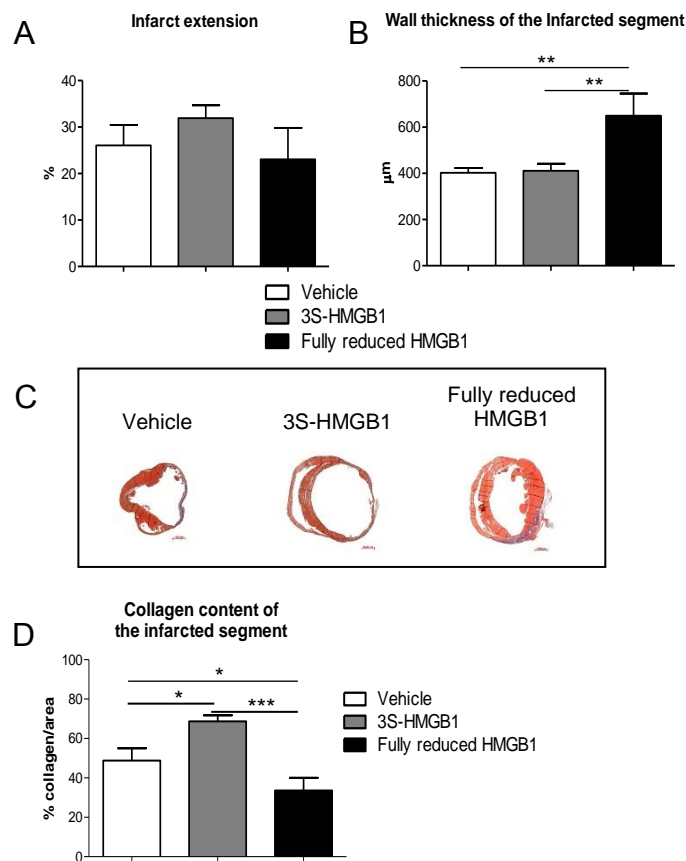 A
Infarct extension
%
40
30
20
10
0
B
Wall thickness of the Infarcted segment
μm
800
600
400
200
0
**
**
Vehicle
3S-HMGB1
Fully reduced HMGB1
C
Vehicle
3S-HMGB1
Fully reduced
HMGB1
D
Collagen content of
the infarcted segment
% collagen/area
100
80
60
40
20
0
*
*
***
Vehicle
3S-HMGB1
Fully reduced HMGB1